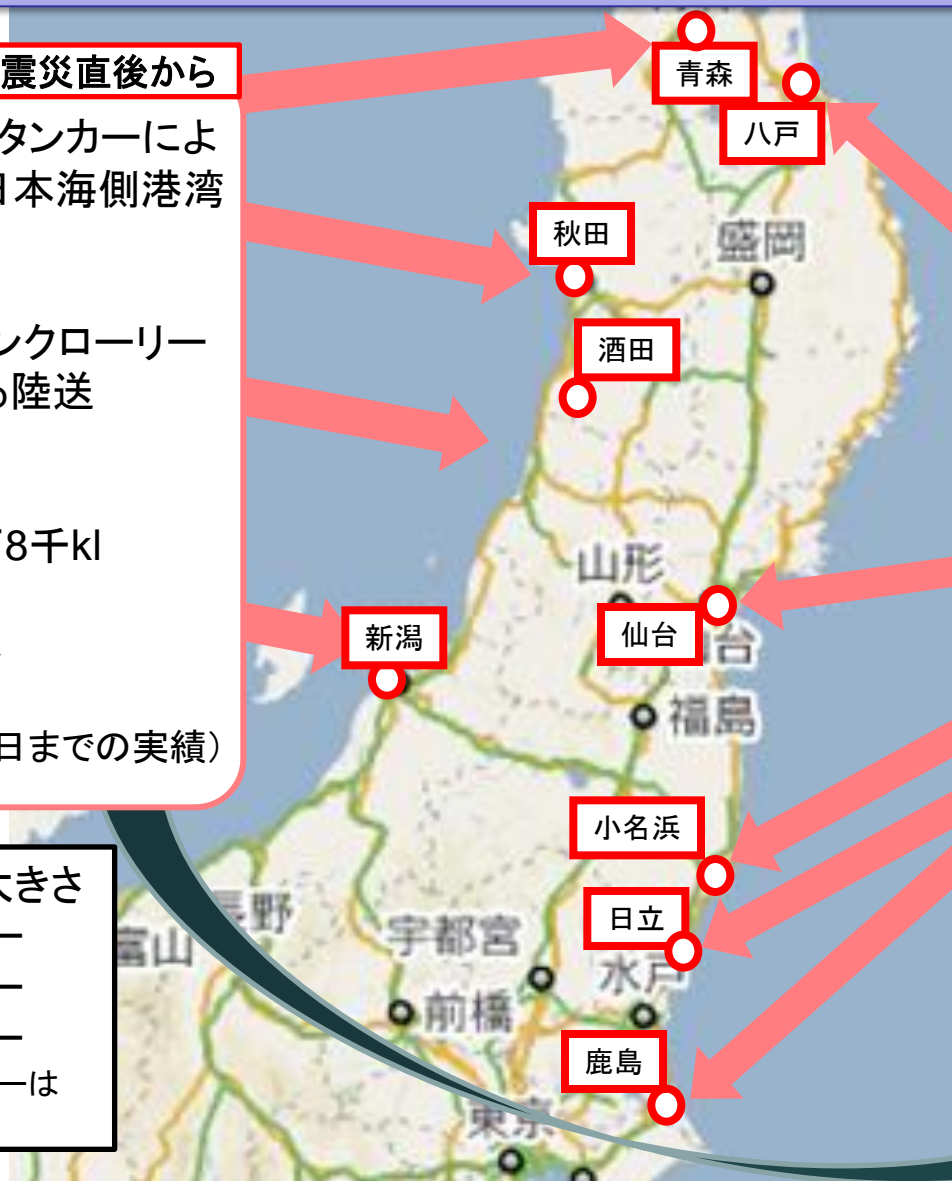 震災直後から
タンカーによ
日本海側港湾
ンクローリー
陸送
8千kl
日までの実績)
大きさ
ー
ー
ー
ーは
青森
八戸
秋田
盛岡
酒田
山形
仙台
台
新潟
福島
小名浜
日立
長野
富山
宇都宮
水戸
前橋
鹿島
東京